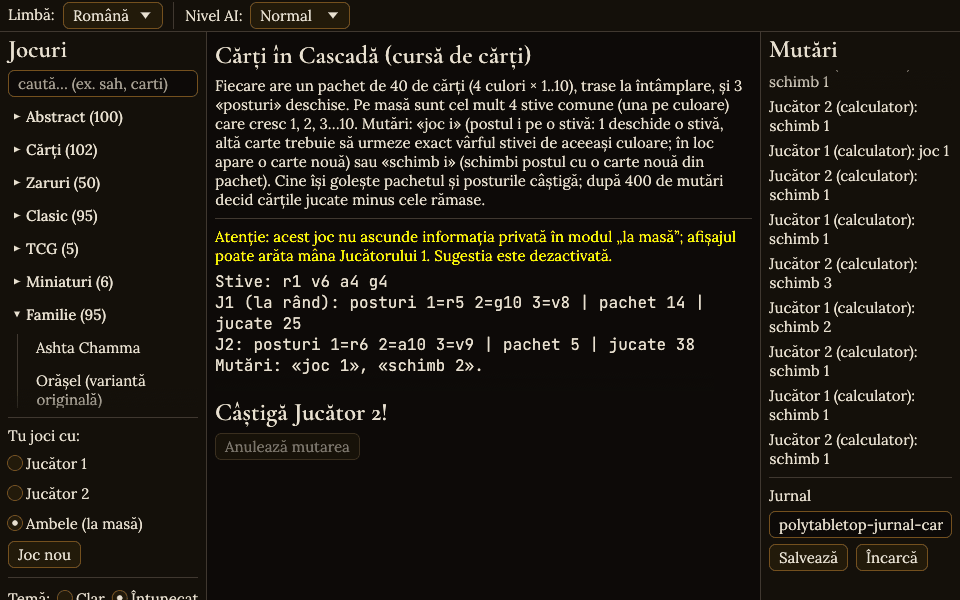 Limbă: Română ▼ Nivel AI: Normal ▼
Jocuri
caută... (ex. sah, carti)
▸ Abstract (100)
▸ Cărți (102)
▸ Zaruri (50)
▸ Clasic (95)
▸ TCG (5)
▸ Miniaturi (6)
▾ Familie (95)
Ashta Chamma
Orășel (variantă
originală)
Tu joci cu:
Jucător 1
Jucător 2
Ambele (la masă)
Joc nou
Temă: Clar Întunecat
Cărți în Cascadă (cursă de cărți)
Fiecare are un pachet de 40 de cărți (4 culori × 1..10), trase la întâmplare, și 3
«posturi» deschise. Pe masă sunt cel mult 4 stive comune (una pe culoare)
care cresc 1, 2, 3…10. Mutări: «joc i» (postul i pe o stivă: 1 deschide o stivă,
altă carte trebuie să urmeze exact vârful stivei de aceeași culoare; în loc
apare o carte nouă) sau «schimb i» (schimbi postul cu o carte nouă din
pachet). Cine își golește pachetul și posturile câștigă; după 400 de mutări
decid cărțile jucate minus cele rămase.
Atenție: acest joc nu ascunde informația privată în modul „la masă”; afișajul
poate arăta mâna Jucătorului 1. Sugestia este dezactivată.
Stive: r1 v6 a4 g4
J1 (la rând): posturi 1=r5 2=g10 3=v8 | pachet 14 |
jucate 25
J2: posturi 1=r6 2=a10 3=v9 | pachet 5 | jucate 38
Mutări: «joc 1», «schimb 2».
Câștigă Jucător 2!
Anulează mutarea
Mutări
schimb 1
Jucător 2 (calculator):
schimb 1
Jucător 1 (calculator): joc 1
Jucător 2 (calculator):
schimb 1
Jucător 1 (calculator):
schimb 1
Jucător 2 (calculator):
schimb 3
Jucător 1 (calculator):
schimb 2
Jucător 2 (calculator):
schimb 1
Jucător 1 (calculator):
schimb 1
Jucător 2 (calculator):
schimb 1
Jurnal
polytabletop-jurnal-car
Salvează Încarcă